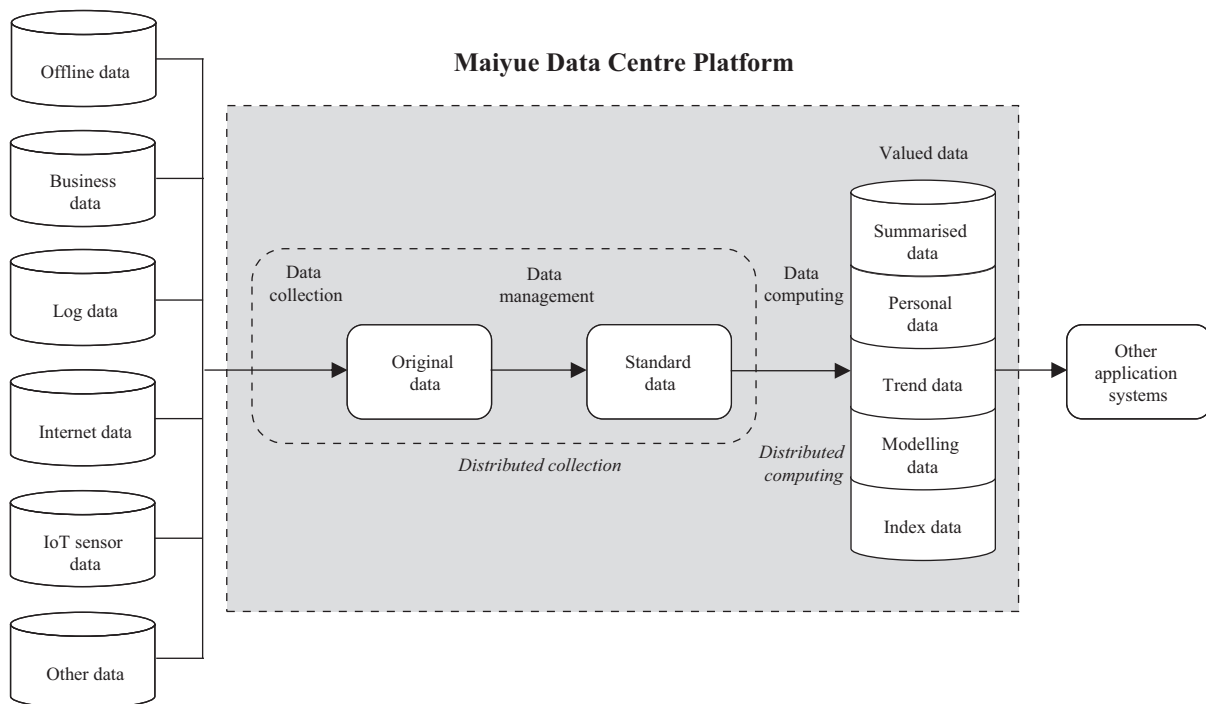 Maiyue Data Centre Platform
Offline data
Business
data
Log data
Internet data
IoT sensor
data
Other data
Data
collection
Data
management
Original
data
Standard
data
Distributed collection
Data
computing
Distributed
computing
Valued data
Summarised
data
Personal
data
Trend data
Modelling
data
Index data
Other
application
systems